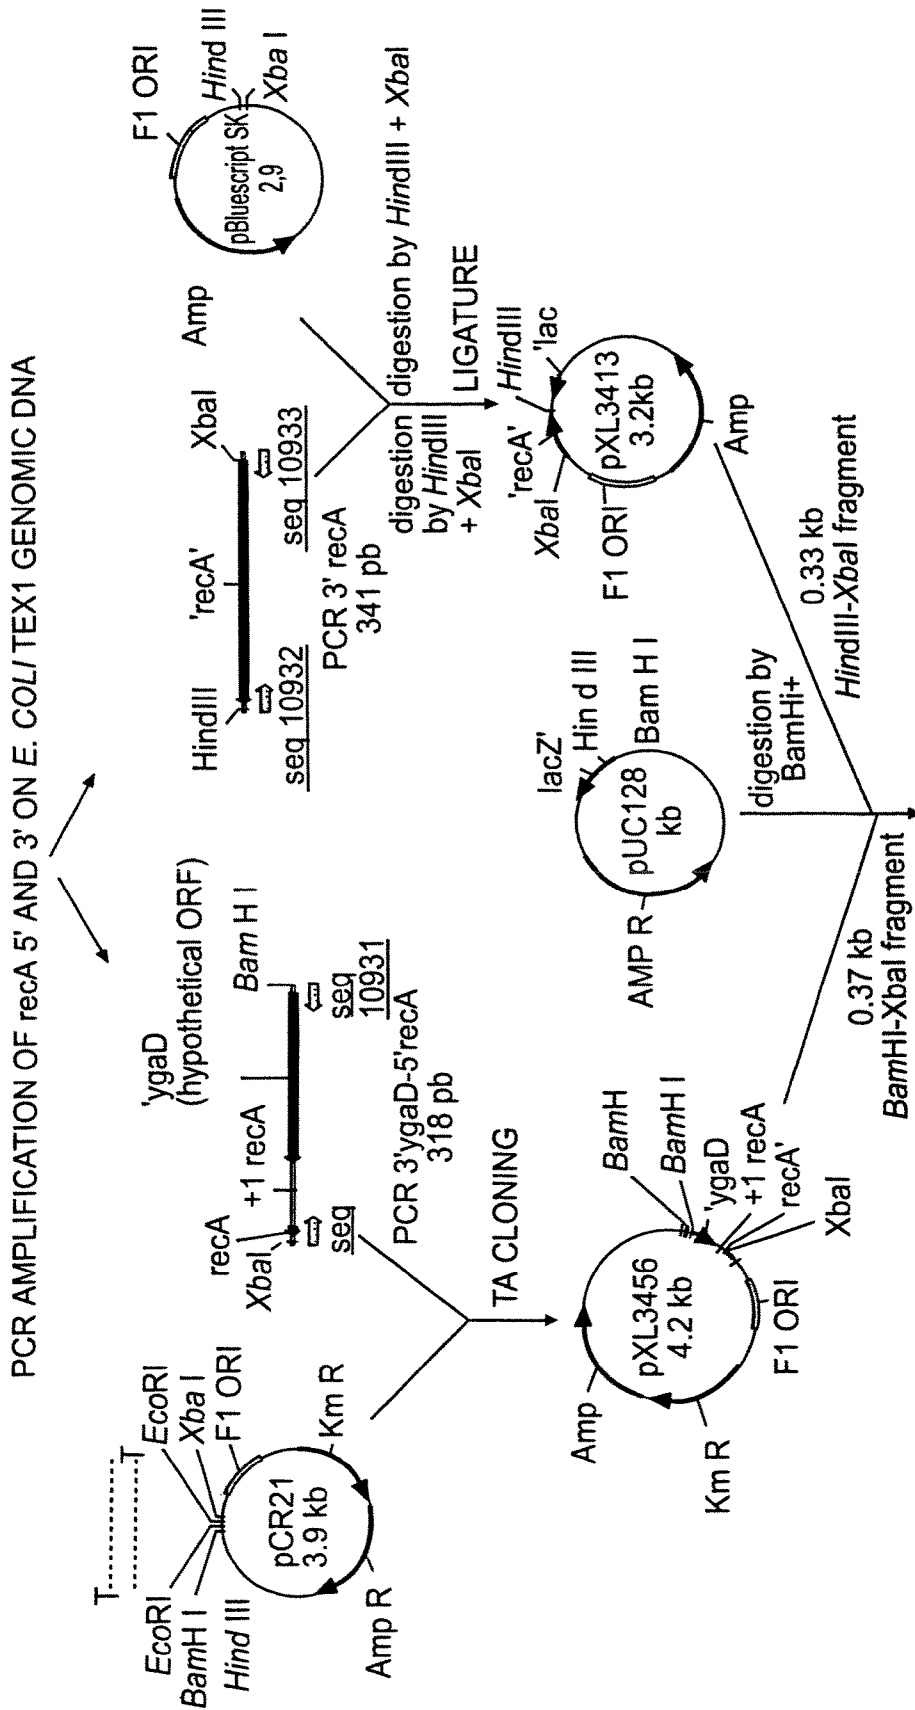 PCR AMPLIFICATION OF recA 5' AND 3' ON E. COLI TEX1 GENOMIC DNA
T
T
EcoRI
BamH I
Hind III
EcoRI
Xba I
F1 ORI
pCR21
3.9 kb
Km R
Amp R
'ygaD
(hypothetical ORF)
Bam H I
+1 recA
recA
XbaI
seq
seq
10931
PCR 3'ygaD-5'recA
318 pb
TA CLONING
HindIII
'recA'
XbaI
seq 10932
seq 10933
PCR 3' recA
341 pb
Amp
F1 ORI
Hind III
Xba I
pBluescript SK
2,9
digestion
by HindIII
+ XbaI
digestion by HindIII + XbaI
LIGATURE
pXL3456
4.2 kb
Amp
Km R
F1 ORI
BamH
BamH I
'ygaD
+1 recA
recA'
XbaI
lacZ'
Hin d III
Bam H I
pUC128
kb
AMP R
'recA'
HindIII
'lac
XbaI
F1 ORI
pXL3413
3.2kb
Amp
0.37 kb
BamHI-XbaI fragment
digestion by
BamHi+
0.33 kb
HindIII-XbaI fragment